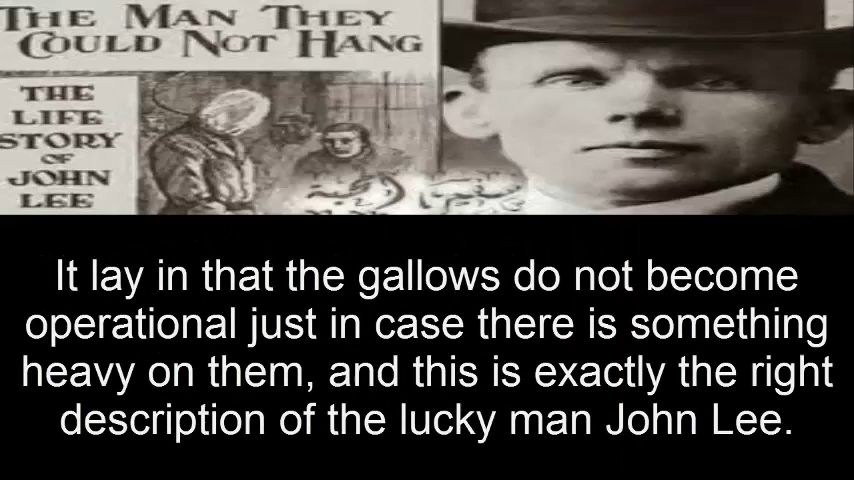 THE MAN THEY
COULD NOT HANG
THE
LIFE
STORY
OF
JOHN
LEE
It lay in that the gallows do not become
operational just in case there is something
heavy on them, and this is exactly the right
description of the lucky man John Lee.